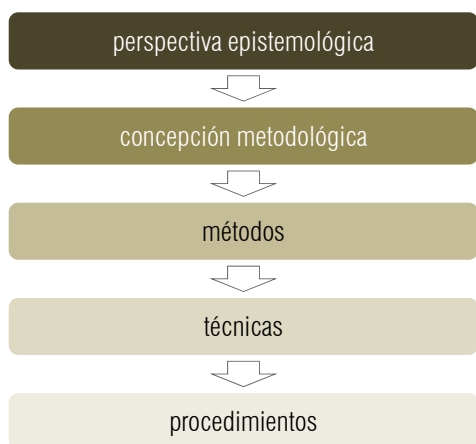 perspectiva epistemológica
concepción metodológica
métodos
técnicas
procedimientos